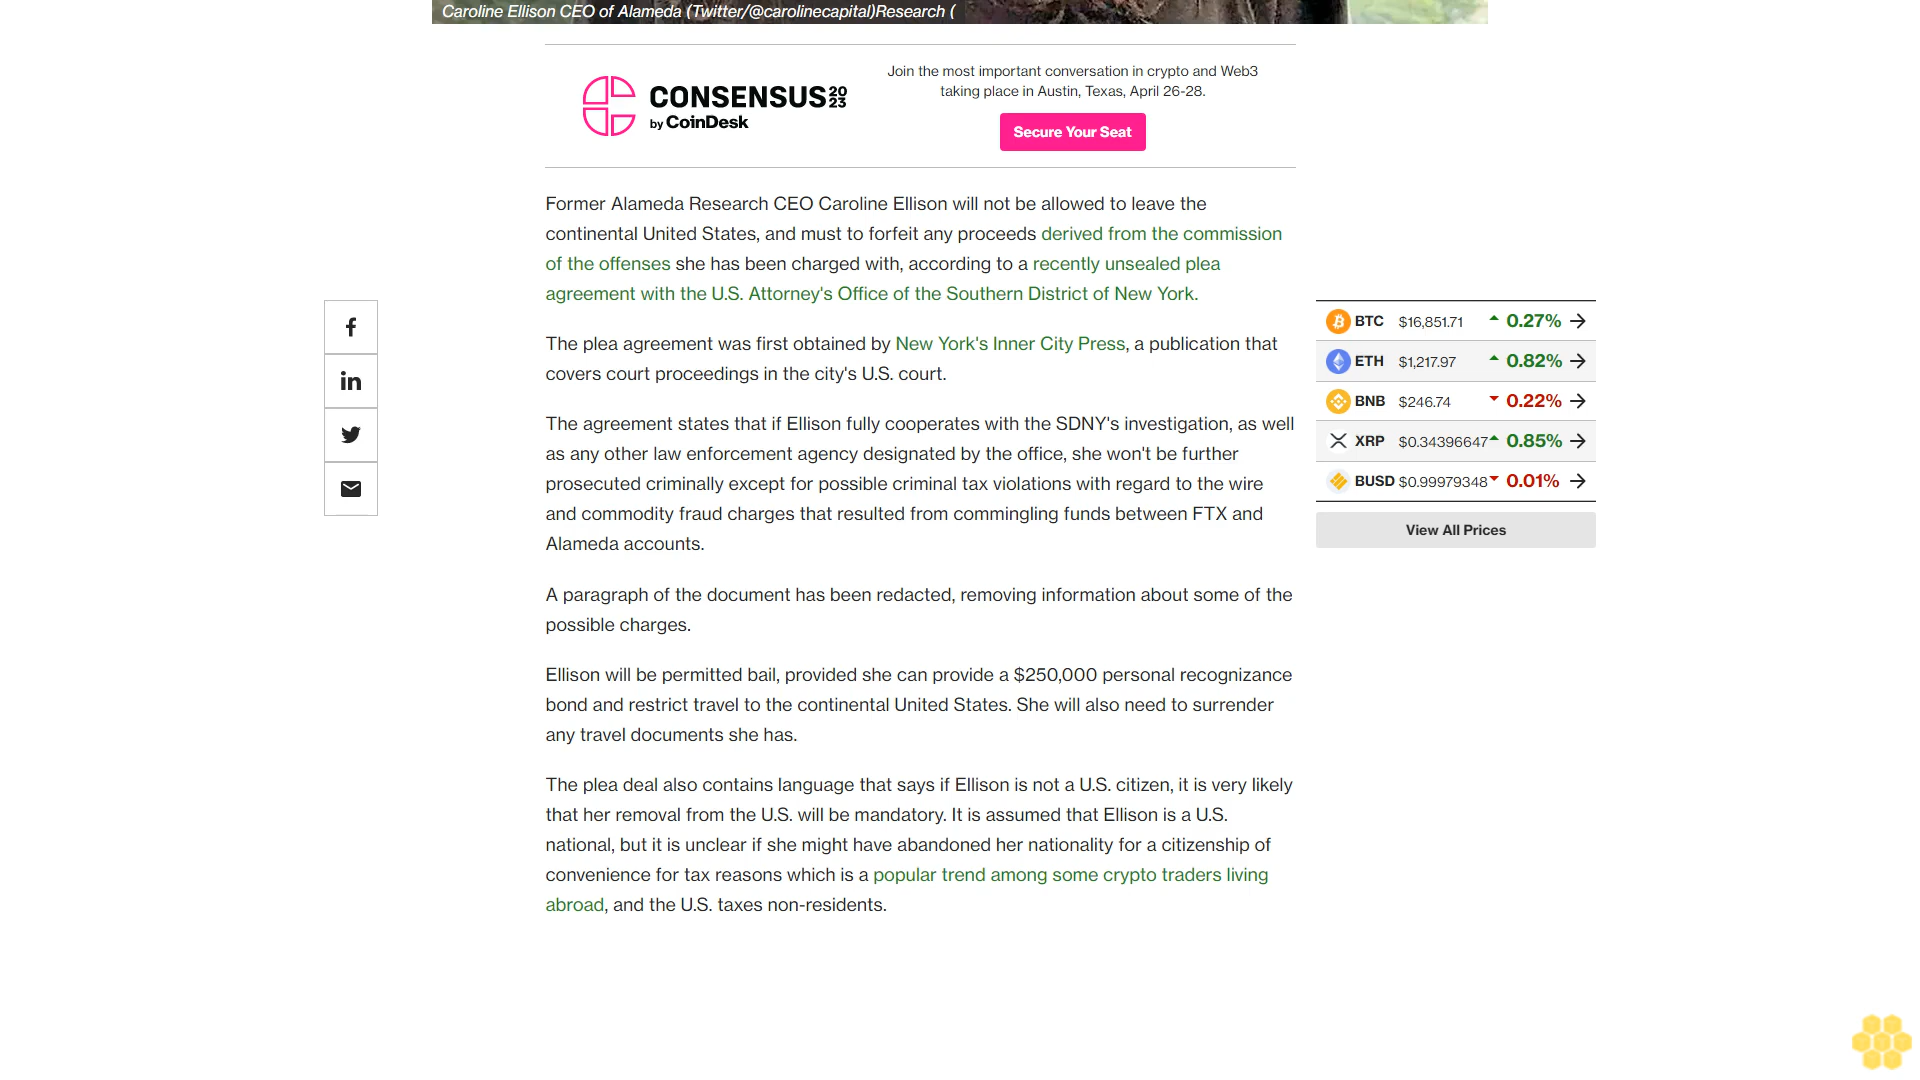 Caroline Ellison CEO of Alameda (Twitter/@carolinecapital)Research (
CONSENSUS 2023
by CoinDesk
Join the most important conversation in crypto and Web3
taking place in Austin, Texas, April 26-28.
Secure Your Seat
Former Alameda Research CEO Caroline Ellison will not be allowed to leave the
continental United States, and must to forfeit any proceeds derived from the commission
of the offenses she has been charged with, according to a recently unsealed plea
agreement with the U.S. Attorney's Office of the Southern District of New York.
The plea agreement was first obtained by New York's Inner City Press, a publication that
covers court proceedings in the city's U.S. court.
The agreement states that if Ellison fully cooperates with the SDNY's investigation, as well
as any other law enforcement agency designated by the office, she won't be further
prosecuted criminally except for possible criminal tax violations with regard to the wire
and commodity fraud charges that resulted from commingling funds between FTX and
Alameda accounts.
A paragraph of the document has been redacted, removing information about some of the
possible charges.
Ellison will be permitted bail, provided she can provide a $250,000 personal recognizance
bond and restrict travel to the continental United States. She will also need to surrender
any travel documents she has.
The plea deal also contains language that says if Ellison is not a U.S. citizen, it is very likely
that her removal from the U.S. will be mandatory. It is assumed that Ellison is a U.S.
national, but it is unclear if she might have abandoned her nationality for a citizenship of
convenience for tax reasons which is a popular trend among some crypto traders living
abroad, and the U.S. taxes non-residents.
BTC $16,851.71 0.27%
ETH $1,217.97 0.82%
BNB $246.74 0.22%
XRP $0.34396647 0.85%
BUSD $0.99979348 0.01%
View All Prices